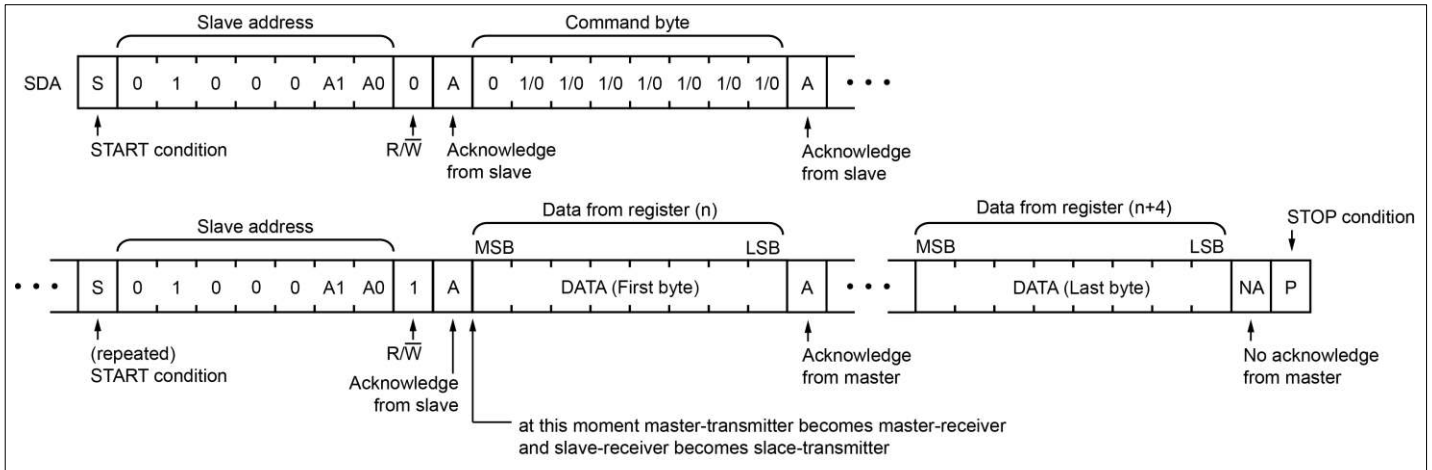 Slave address Command byte
SDA S 0 1 0 0 0 A1 A0 0 A 0 1/0 1/0 1/0 1/0 1/0 1/0 1/0 A • • •
START condition R/W̅ Acknowledge from slave Acknowledge from slave
Slave address Data from register (n) Data from register (n+4) STOP condition
MSB LSB MSB LSB
• • • S 0 1 0 0 0 A1 A0 1 A DATA (First byte) A • • • DATA (Last byte) NA P
(repeated) START condition R/W̅ Acknowledge from slave Acknowledge from master No acknowledge from master
at this moment master-transmitter becomes master-receiver
and slave-receiver becomes slace-transmitter